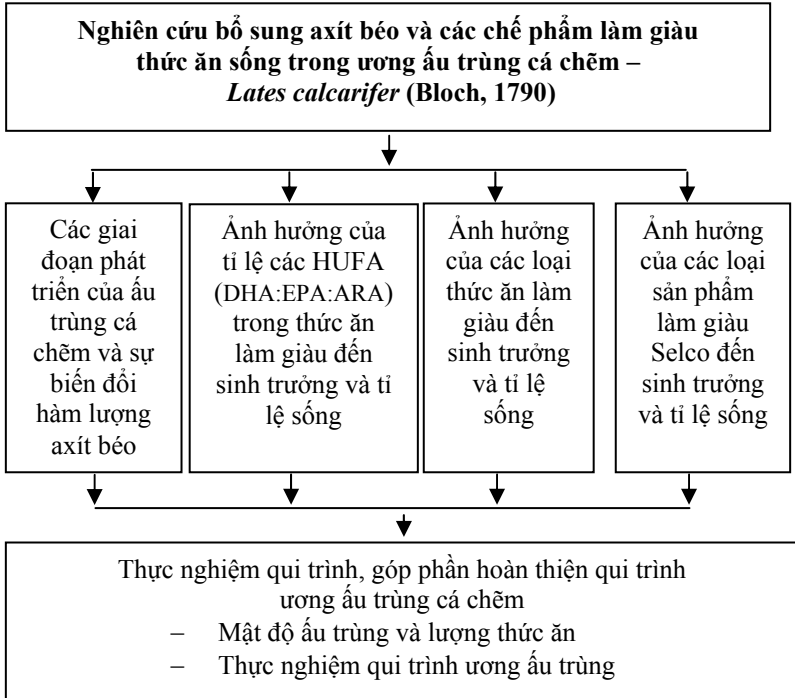 Nghiên cứu bổ sung axít béo và các chế phẩm làm giàu
thức ăn sống trong ương ấu trùng cá chẽm –
Lates calcarifer (Bloch, 1790)
Các giai
đoạn phát
triển của ấu
trùng cá
chẽm và sự
biến đổi
hàm lượng
axít béo
Ảnh hưởng của
tỉ lệ các HUFA
(DHA:EPA:ARA)
trong thức ăn
làm giàu đến
sinh trưởng và tỉ
lệ sống
Ảnh hưởng
của các loại
thức ăn làm
giàu đến
sinh trưởng
và tỉ lệ
sống
Ảnh hưởng
của các loại
sản phẩm
làm giàu
Selco đến
sinh trưởng
và tỉ lệ sống
Thực nghiệm qui trình, góp phần hoàn thiện qui trình
ương ấu trùng cá chẽm
– Mật độ ấu trùng và lượng thức ăn
– Thực nghiệm qui trình ương ấu trùng